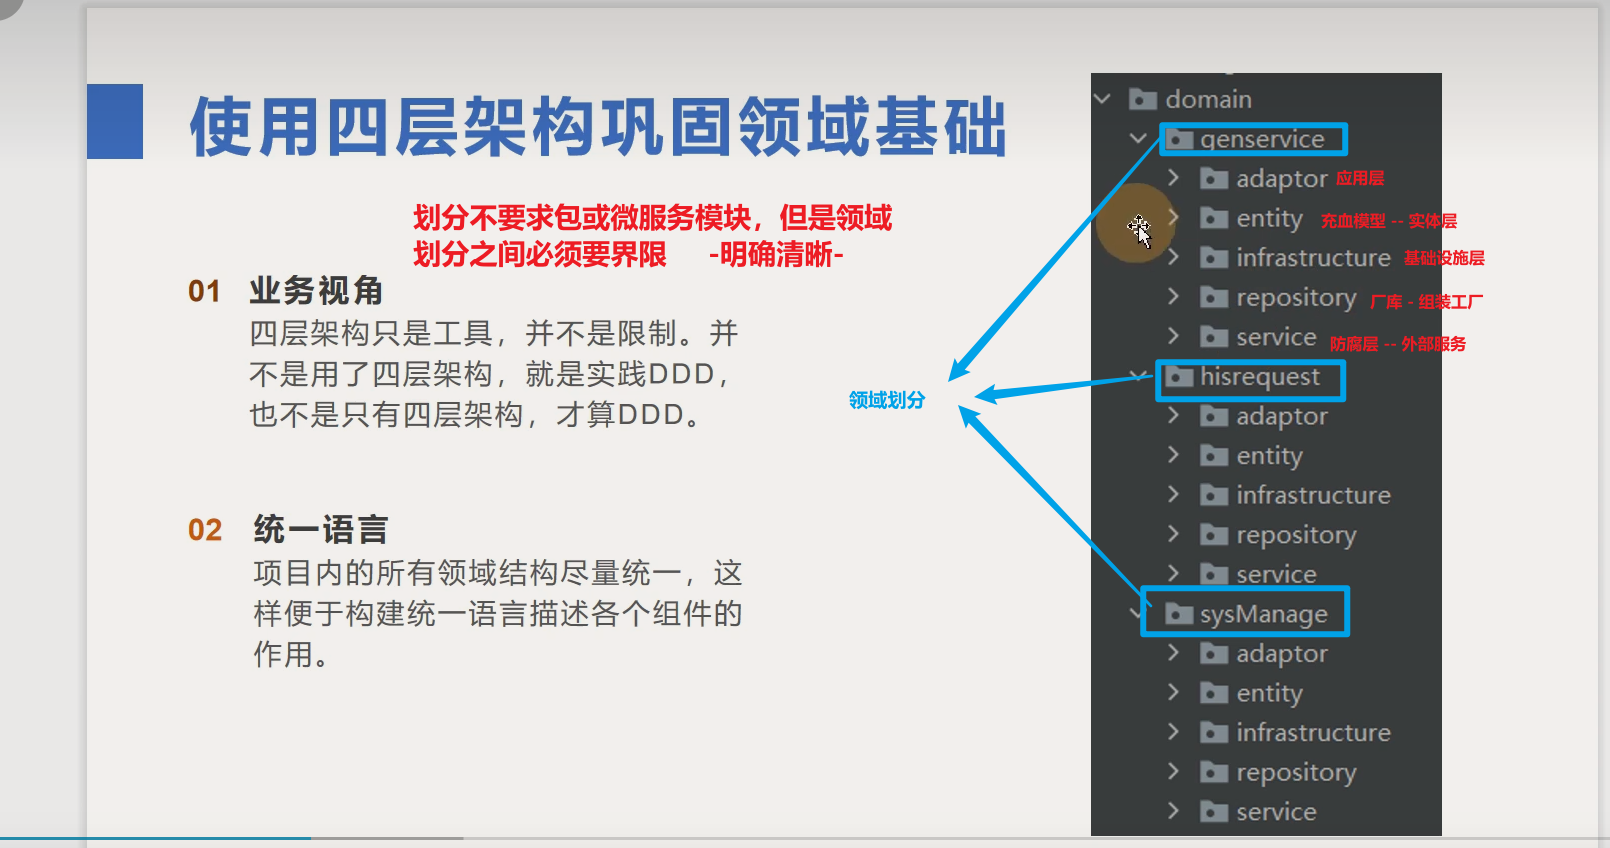 使用四层架构巩固领域基础
划分不要求包或微服务模块，但是领域
划分之间必须要界限 -明确清晰-
01 业务视角
四层架构只是工具，并不是限制。并
不是用了四层架构，就是实践DDD，
也不是只有四层架构，才算DDD。
02 统一语言
项目内的所有领域结构尽量统一，这
样便于构建统一语言描述各个组件的
作用。
领域划分
domain
genservice
adaptor 应用层
entity 充血模型 -- 实体层
infrastructure 基础设施层
repository 厂库 - 组装工厂
service 防腐层 -- 外部服务
hisrequest
adaptor
entity
infrastructure
repository
service
sysManage
adaptor
entity
infrastructure
repository
service